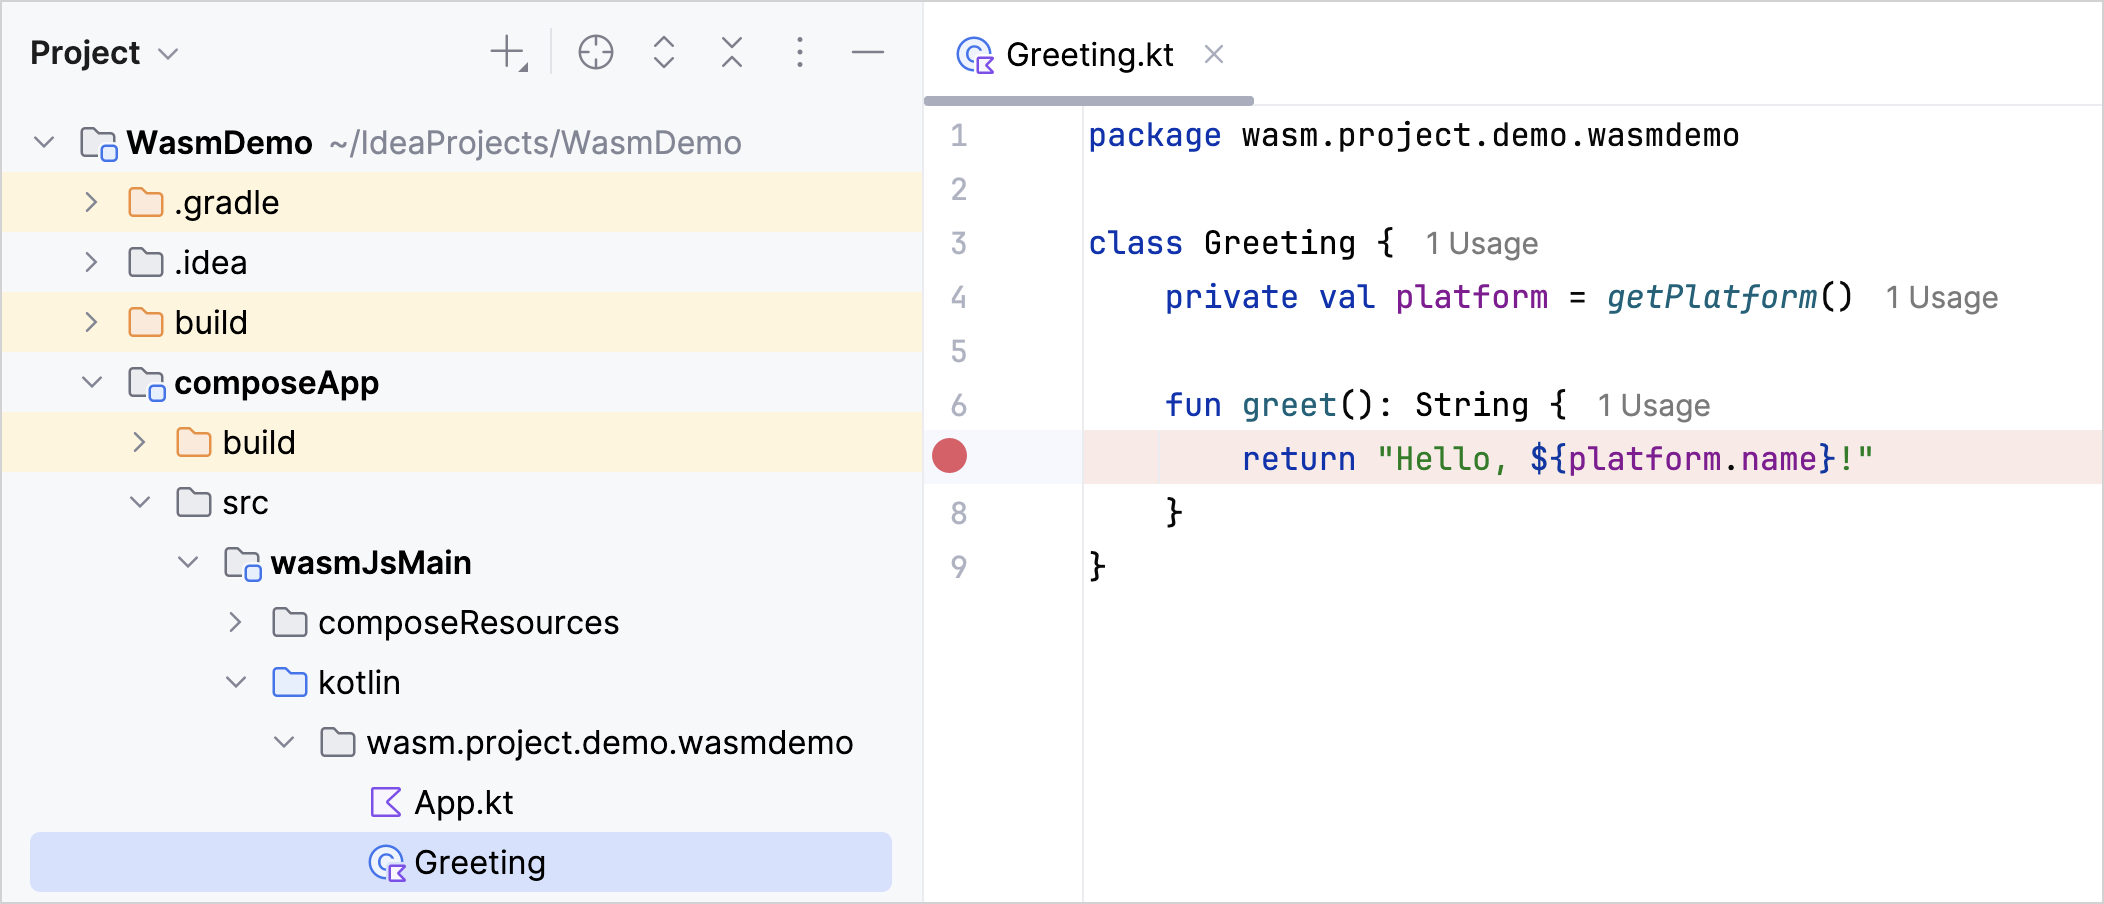 Project
WasmDemo ~/IdeaProjects/WasmDemo
.gradle
.idea
build
composeApp
build
src
wasmJsMain
composeResources
kotlin
wasm.project.demo.wasmdemo
App.kt
Greeting
Greeting.kt
1 package wasm.project.demo.wasmdemo
2
3 class Greeting { 1 Usage
4     private val platform = getPlatform() 1 Usage
5
6     fun greet(): String { 1 Usage
        return "Hello, ${platform.name}!"
8     }
9 }